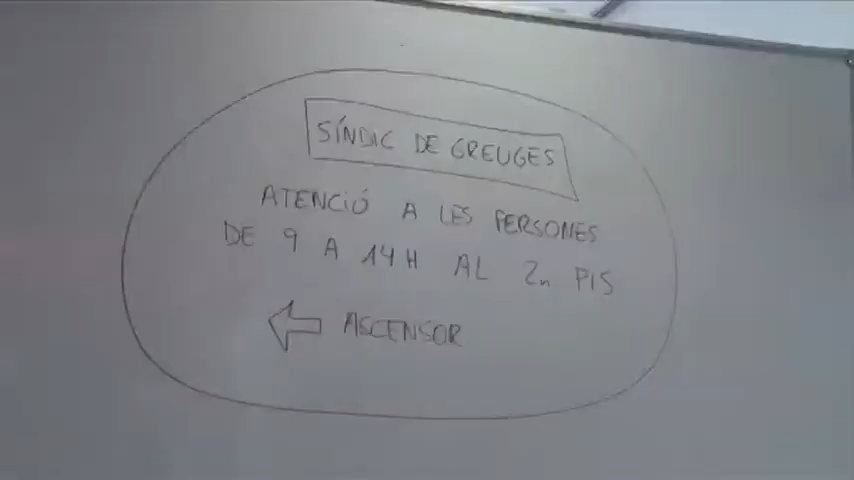 SÍNDIC DE GREUGES
ATENCIÓ A LES PERSONES
DE 9 A 14H AL 2n PIS
ASCENSOR